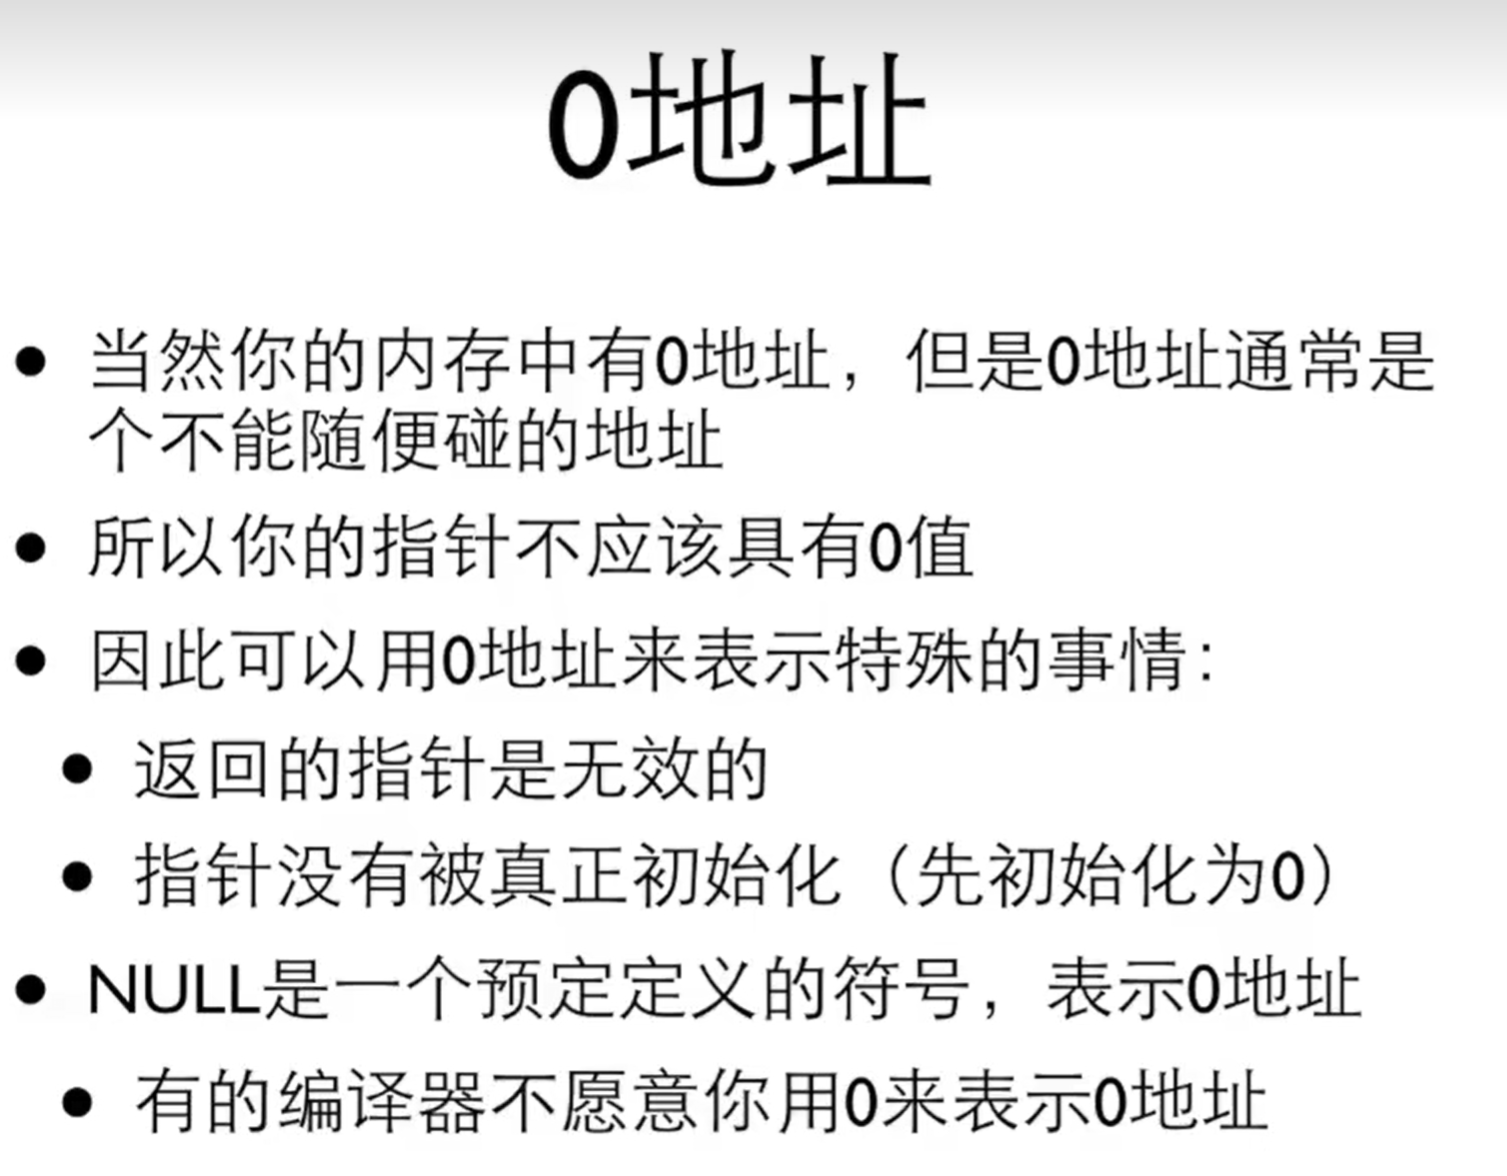 0地址
当然你的内存中有0地址，但是0地址通常是
个不能随便碰的地址
所以你的指针不应该具有0值
因此可以用0地址来表示特殊的事情：
返回的指针是无效的
指针没有被真正初始化（先初始化为0）
NULL是一个预定定义的符号，表示0地址
有的编译器不愿意你用0来表示0地址